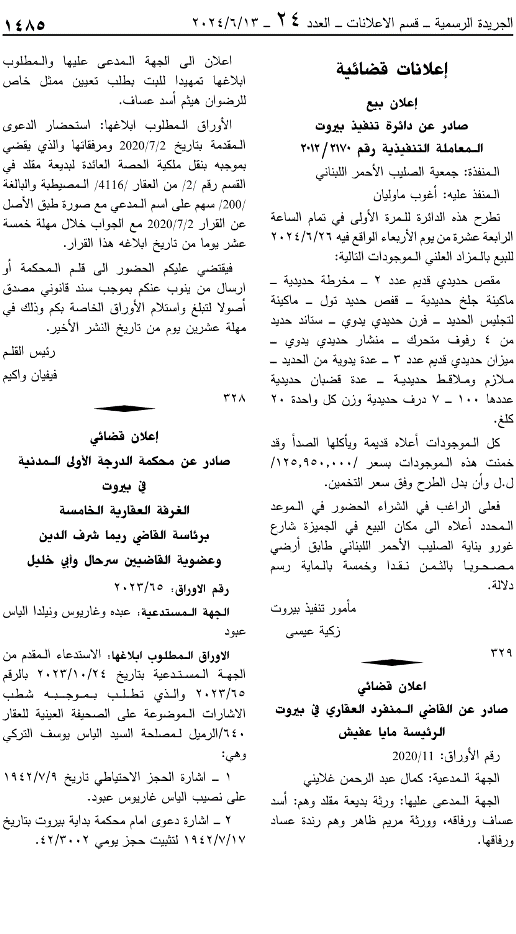 الجريدة الرسمية ــ قسم الاعلانات ــ العدد ٢٤ ــ ٢٠٢٤/٦/١٣
١٤٨٥
إعلانات قضائية
إعلان بيع
صادر عن دائرة تنفيذ بيروت
المعاملة التنفيذية رقم ٢٠١٢/٢١٧٠
المنفذة: جمعية الصليب الأحمر اللبناني
المنفذ عليه: أغوب ماوليان
تطرح هذه الدائرة للمرة الأولى في تمام الساعة
الرابعة عشرة من يوم الأربعاء الواقع فيه ٢٠٢٤/٦/٢٦
للبيع بالمزاد العلني الموجودات التالية:
مقص حديدي قديم عدد ٢ ــ مخرطة حديدية ــ
ماكينة جلخ حديدية ــ قفص حديد تول ــ ماكينة
لتجليس الحديد ــ فرن حديدي يدوي ــ ستاند حديد
من ٤ رفوف متحرك ــ منشار حديدي يدوي ــ
ميزان حديدي قديم عدد ٣ ــ عدة يدوية من الحديد ــ
ملازم وملاقط حديدية ــ عدة قضبان حديدية
عددها ١٠٠ ــ ٧ درف حديدية وزن كل واحدة ٢٠
كلغ.
كل الموجودات أعلاه قديمة ويأكلها الصدأ وقد
خمنت هذه الموجودات بسعر /١٢٥,٩٥٠,٠٠٠/
ل.ل وأن بدل الطرح وفق سعر التخمين.
فعلى الراغب في الشراء الحضور في الموعد
المحدد أعلاه الى مكان البيع في الجميزة شارع
غورو بناية الصليب الأحمر اللبناني طابق أرضي
مصحوبا بالثمن نقدا وخمسة بالماية رسم
دلالة.
مأمور تنفيذ بيروت
زكية عيسى
٣٢٩
اعلان قضائي
صادر عن القاضي المنفرد العقاري في بيروت
الرئيسة مايا عفيش
رقم الأوراق: 2020/11
الجهة المدعية: كمال عبد الرحمن غلاييني
الجهة المدعى عليها: ورثة بديعة مقلد وهم: أسد
عساف ورفاقه، وورثة مريم ظاهر وهم رندة عساد
ورفاقها.
اعلان الى الجهة المدعى عليها والمطلوب
ابلاغها تمهيدا للبت بطلب تعيين ممثل خاص
للرضوان هيثم أسد عساف.
الأوراق المطلوب ابلاغها: استحضار الدعوى
المقدمة بتاريخ 2020/7/2 ومرفقاتها والذي يقضي
بموجبه بنقل ملكية الحصة العائدة لبديعة مقلد في
القسم رقم /2/ من العقار /4116/ المصيطبة والبالغة
/200/ سهم على اسم المدعي مع صورة طبق الأصل
عن القرار 2020/7/2 مع الجواب خلال مهلة خمسة
عشر يوما من تاريخ ابلاغه هذا القرار.
فيقتضي عليكم الحضور الى قلم المحكمة أو
ارسال من ينوب عنكم بموجب سند قانوني مصدق
أصولا لتبلغ واستلام الأوراق الخاصة بكم وذلك في
مهلة عشرين يوم من تاريخ النشر الأخير.
رئيس القلم
فيفيان واكيم
٣٢٨
إعلان قضائي
صادر عن محكمة الدرجة الأولى المدنية
في بيروت
الغرفة العقارية الخامسة
برئاسة القاضي ريما شرف الدين
وعضوية القاضيين سرحال وأبي خليل
رقم الاوراق: ٢٠٢٣/٦٥
الجهة المستدعية: عبده وغاريوس ونيلدا الياس
عبود
الاوراق المطلوب ابلاغها: الاستدعاء المقدم من
الجهة المستدعية بتاريخ ٢٠٢٣/١٠/٢٤ بالرقم
٢٠٢٣/٦٥ والذي تطلب بموجبه شطب
الاشارات الموضوعة على الصحيفة العينية للعقار
٦٤٠/الرميل لمصلحة السيد الياس يوسف التركي
وهي:
١ ــ اشارة الحجز الاحتياطي تاريخ ١٩٤٢/٧/٩
على نصيب الياس غاريوس عبود.
٢ ــ اشارة دعوى امام محكمة بداية بيروت بتاريخ
١٩٤٢/٧/١٧ لتثبيت حجز يومي ٤٢/٣٠٠٢.